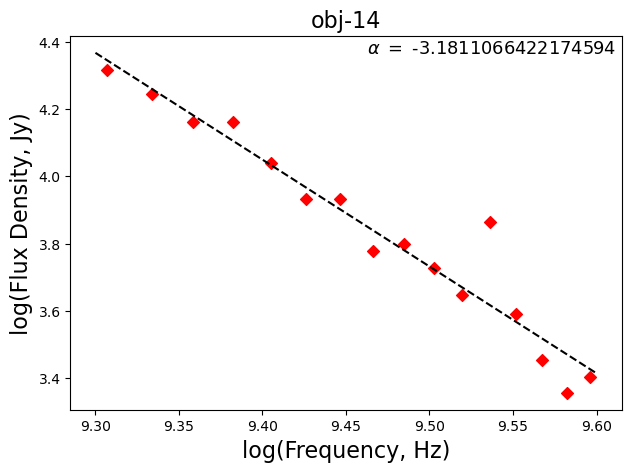 obj-14
α = -3.1811066422174594
log(Flux Density, Jy)
4.4
4.2
4.0
3.8
3.6
3.4
9.30 9.35 9.40 9.45 9.50 9.55 9.60
log(Frequency, Hz)